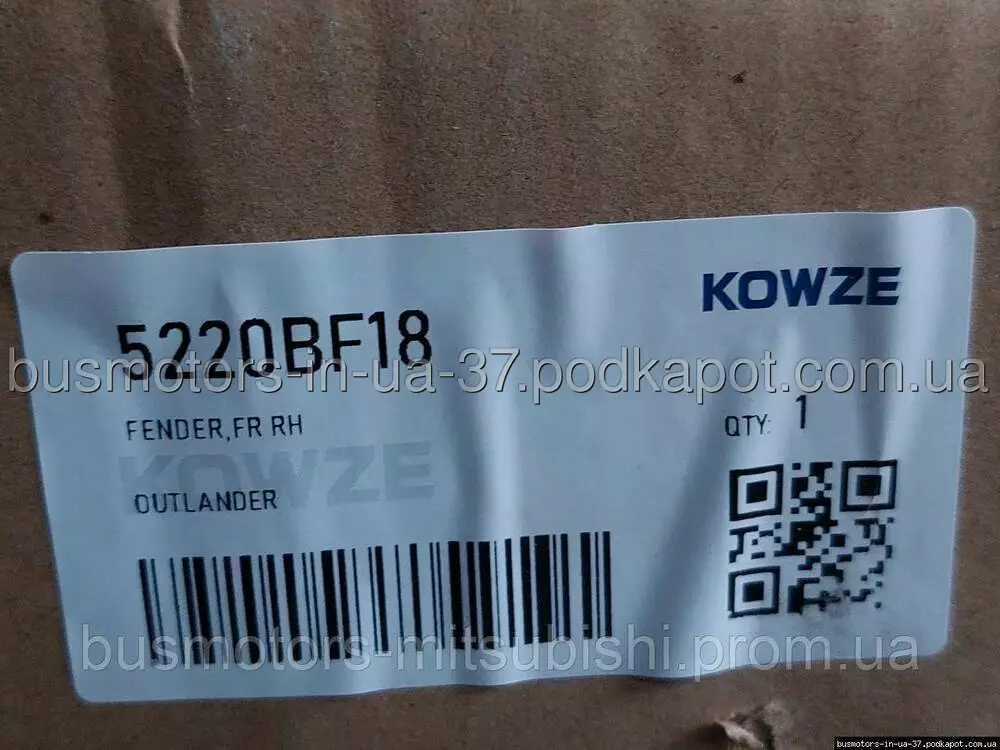 KOWZE
5220BF18
busmotors-in-ua-37.podkapot.com.ua
FENDER,FR RH
QTY: 1
KOWZE
OUTLANDER
busmotors-mitsubishi.prom.ua
busmotors-in-ua-37.podkapot.com.ua